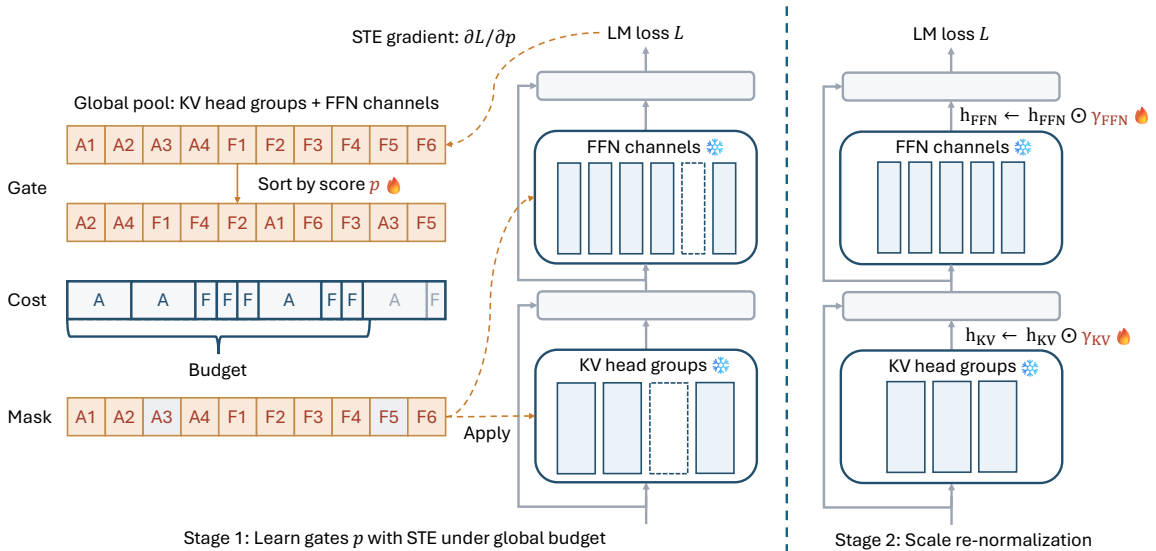 STE gradient: ∂L/∂p
LM loss L
Global pool: KV head groups + FFN channels
A1 A2 A3 A4 F1 F2 F3 F4 F5 F6
Gate
Sort by score p
A2 A4 F1 F4 F2 A1 F6 F3 A3 F5
Cost
A A F F F A F F A F
Budget
Mask
A1 A2 A3 A4 F1 F2 F3 F4 F5 F6
Apply
FFN channels
KV head groups
Stage 1: Learn gates p with STE under global budget
LM loss L
h_FFN ← h_FFN ⊙ γ_FFN
FFN channels
h_KV ← h_KV ⊙ γ_KV
KV head groups
Stage 2: Scale re-normalization